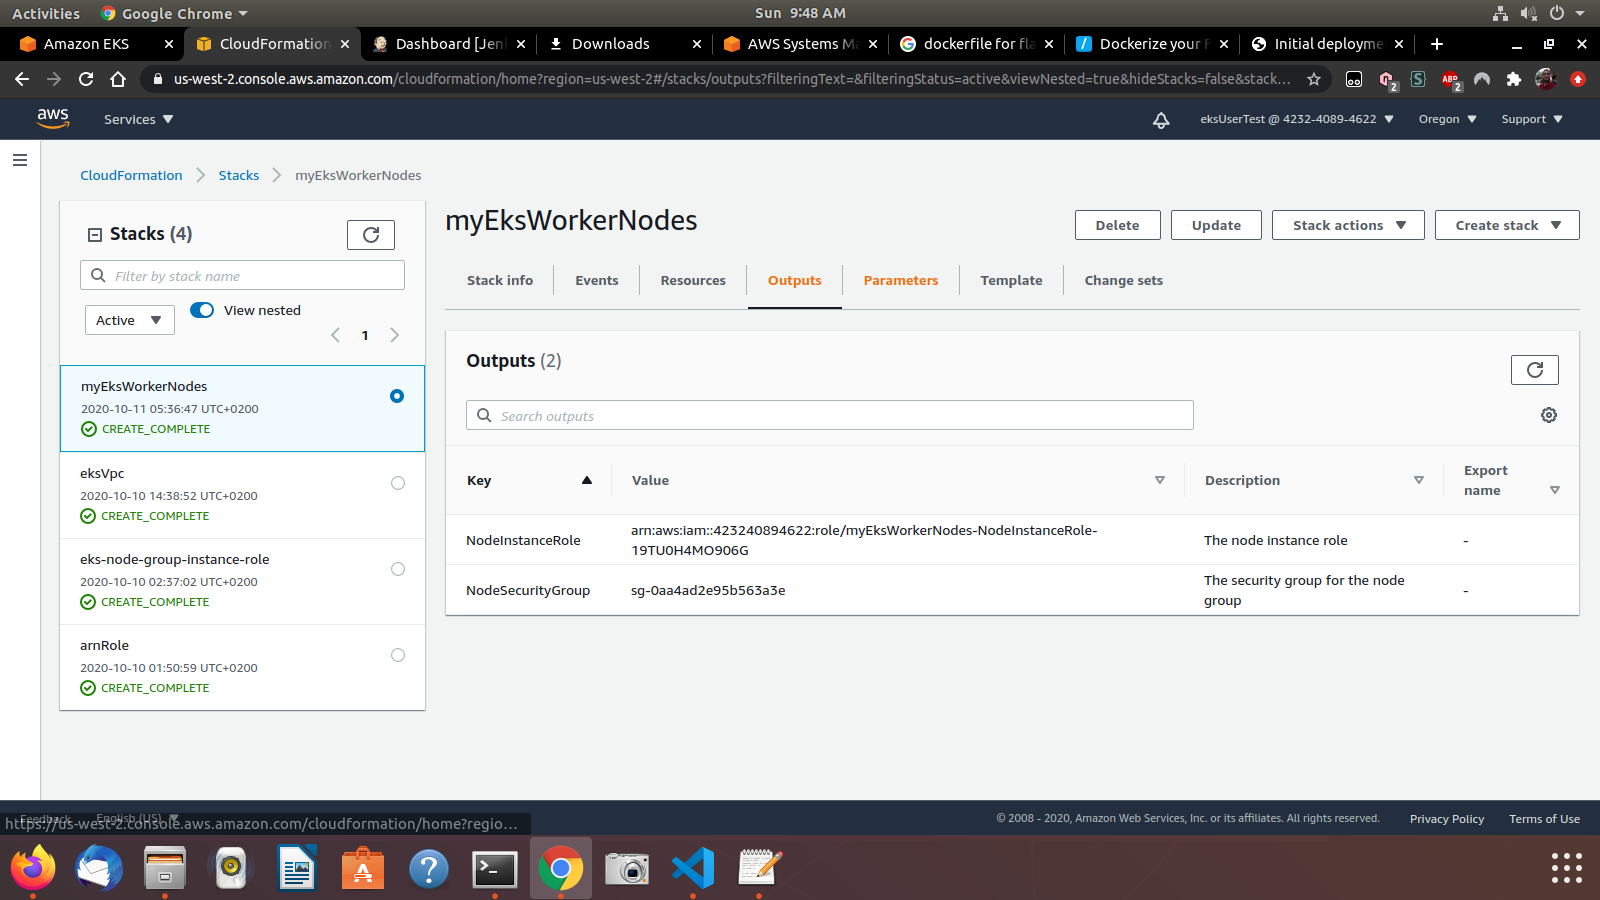 Activities
Google Chrome
Sun 9:48 AM
Amazon EKS
CloudFormation
Dashboard [Jen
Downloads
AWS Systems Ma
dockerfile for fla
Dockerize your F
Initial deployme
us-west-2.console.aws.amazon.com/cloudformation/home?region=us-west-2#/stacks/outputs?filteringText=&filteringStatus=active&viewNested=true&hideStacks=false&stack...
2
ABP
2
aws
Services
eksUserTest @ 4232-4089-4622
Oregon
Support
CloudFormation
Stacks
myEksWorkerNodes
Stacks (4)
Filter by stack name
Active
View nested
1
myEksWorkerNodes
2020-10-11 05:36:47 UTC+0200
CREATE_COMPLETE
eksVpc
2020-10-10 14:38:52 UTC+0200
CREATE_COMPLETE
eks-node-group-instance-role
2020-10-10 02:37:02 UTC+0200
CREATE_COMPLETE
arnRole
2020-10-10 01:50:59 UTC+0200
CREATE_COMPLETE
myEksWorkerNodes
Delete
Update
Stack actions
Create stack
Stack info
Events
Resources
Outputs
Parameters
Template
Change sets
Outputs (2)
Search outputs
Key
Value
Description
Export name
NodeInstanceRole
arn:aws:iam::423240894622:role/myEksWorkerNodes-NodeInstanceRole-
19TU0H4MO906G
The node instance role
-
NodeSecurityGroup
sg-0aa4ad2e95b563a3e
The security group for the node
group
-
Feedback
English (US)
https://us-west-2.console.aws.amazon.com/cloudformation/home?regio...
© 2008 - 2020, Amazon Web Services, Inc. or its affiliates. All rights reserved.
Privacy Policy
Terms of Use